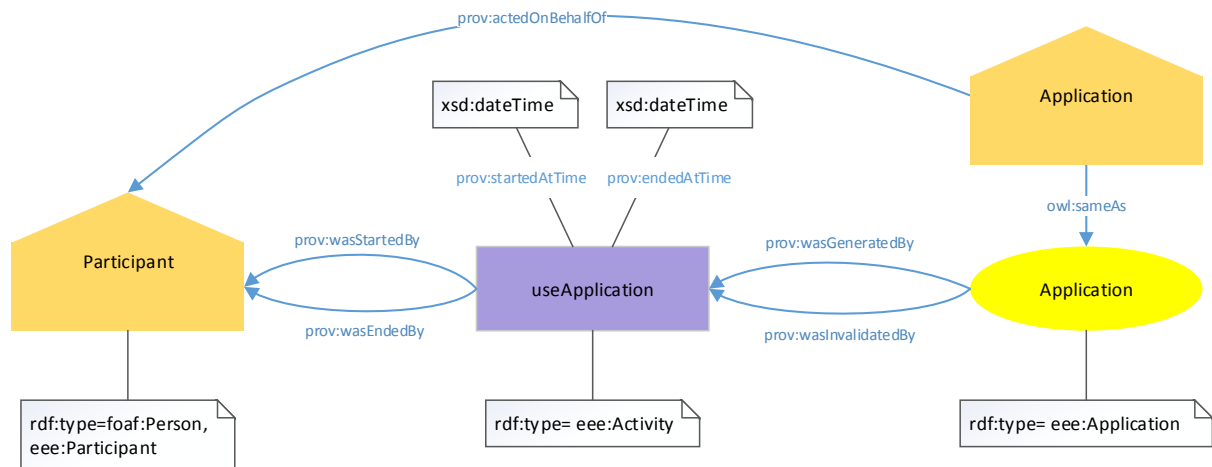 prov:actedOnBehalfOf
xsd:dateTime
xsd:dateTime
Application
prov:startedAtTime
prov:endedAtTime
owl:sameAs
Participant
prov:wasStartedBy
prov:wasGeneratedBy
useApplication
Application
prov:wasEndedBy
prov:wasInvalidatedBy
rdf:type=foaf:Person,
eee:Participant
rdf:type= eee:Activity
rdf:type= eee:Application